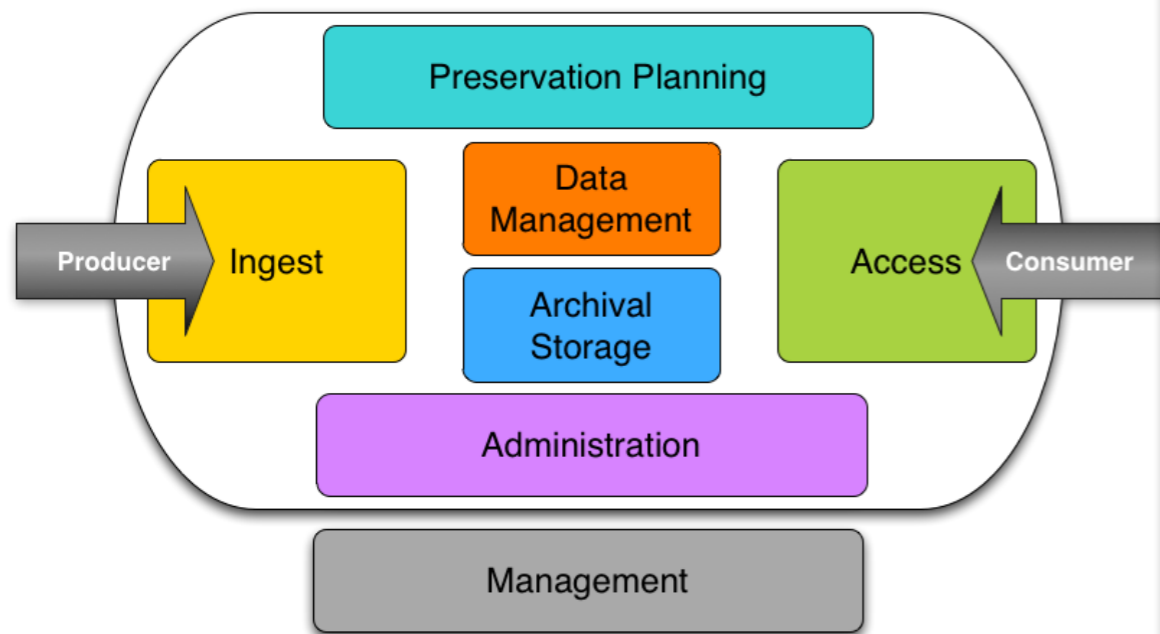 Preservation Planning
Data
Management
Producer
Ingest
Access
Consumer
Archival
Storage
Administration
Management